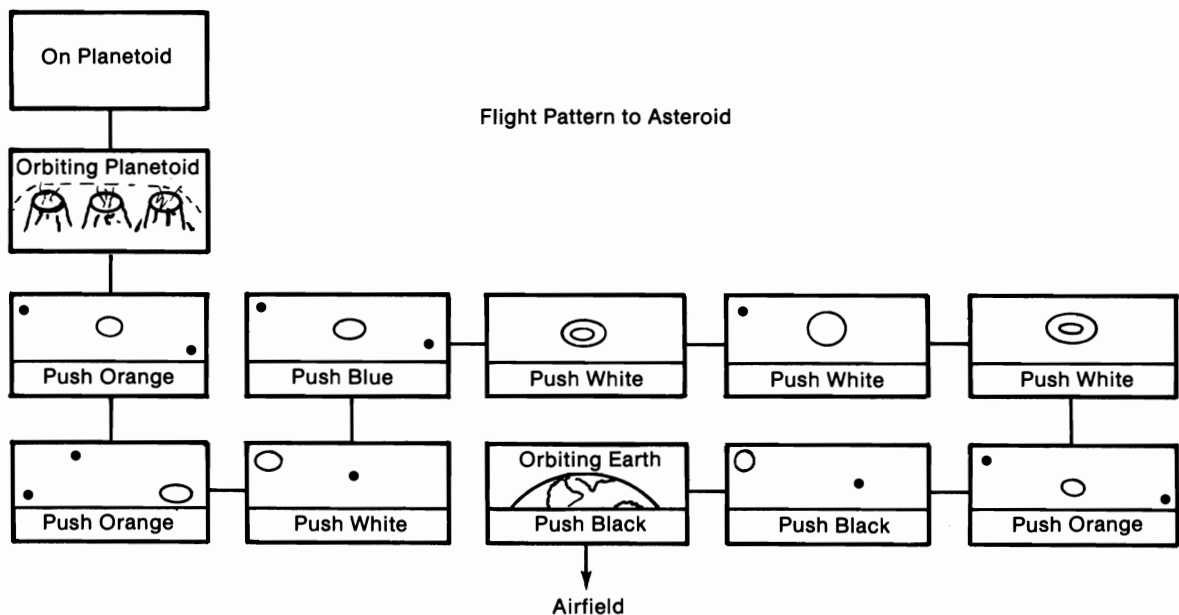 On Planetoid
Flight Pattern to Asteroid
Orbiting Planetoid
Push Orange
Push Blue
Push White
Push White
Push White
Push Orange
Push White
Orbiting Earth
Push Black
Push Black
Push Orange
Airfield